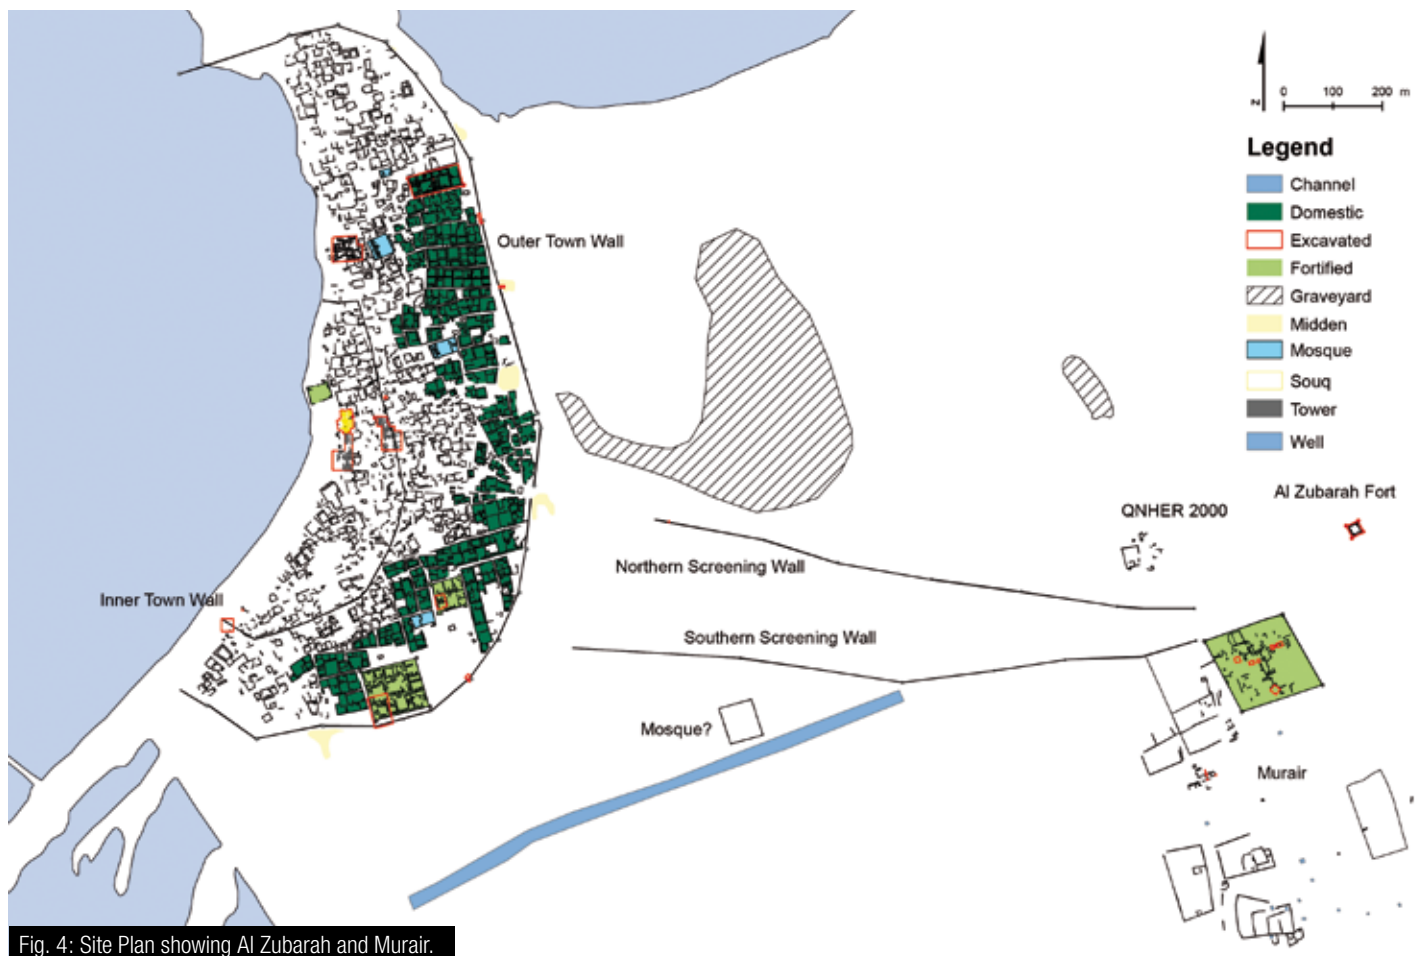 N
0 100 200 m
Legend
Channel
Domestic
Excavated
Fortified
Graveyard
Midden
Mosque
Souq
Tower
Well
Outer Town Wall
Al Zubarah Fort
QNHER 2000
Northern Screening Wall
Inner Town Wall
Southern Screening Wall
Mosque?
Murair
Fig. 4: Site Plan showing Al Zubarah and Murair.